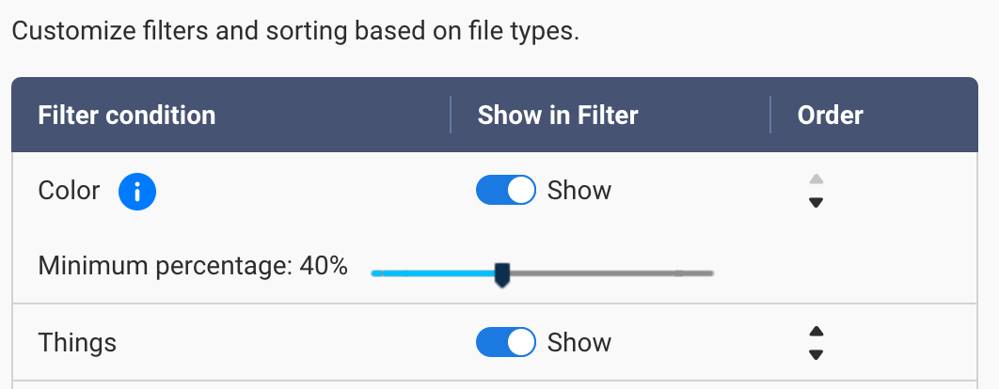 Customize filters and sorting based on file types.
Filter condition Show in Filter Order
Color Show
Minimum percentage: 40%
Things Show